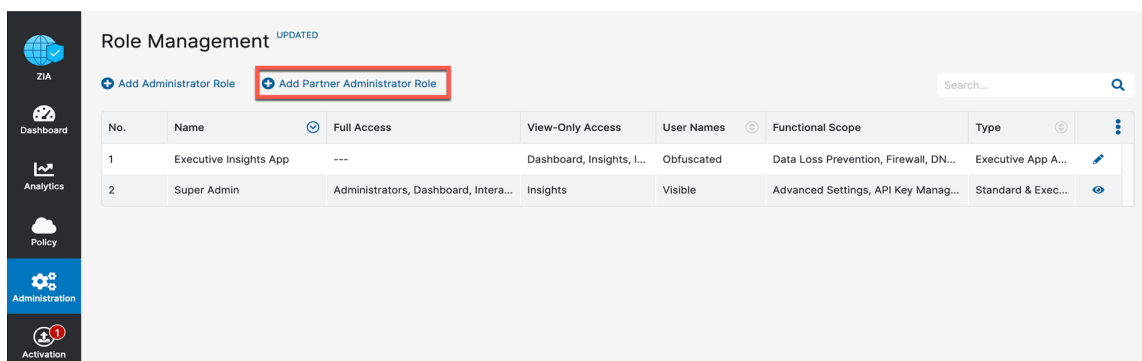 Role Management UPDATED
ZIA
Add Administrator Role Add Partner Administrator Role Search...
Dashboard
No. Name Full Access View-Only Access User Names Functional Scope Type
1 Executive Insights App --- Dashboard, Insights, I... Obfuscated Data Loss Prevention, Firewall, DN... Executive App A...
Analytics
2 Super Admin Administrators, Dashboard, Intera... Insights Visible Advanced Settings, API Key Manag... Standard & Exec...
Policy
Administration
1
Activation